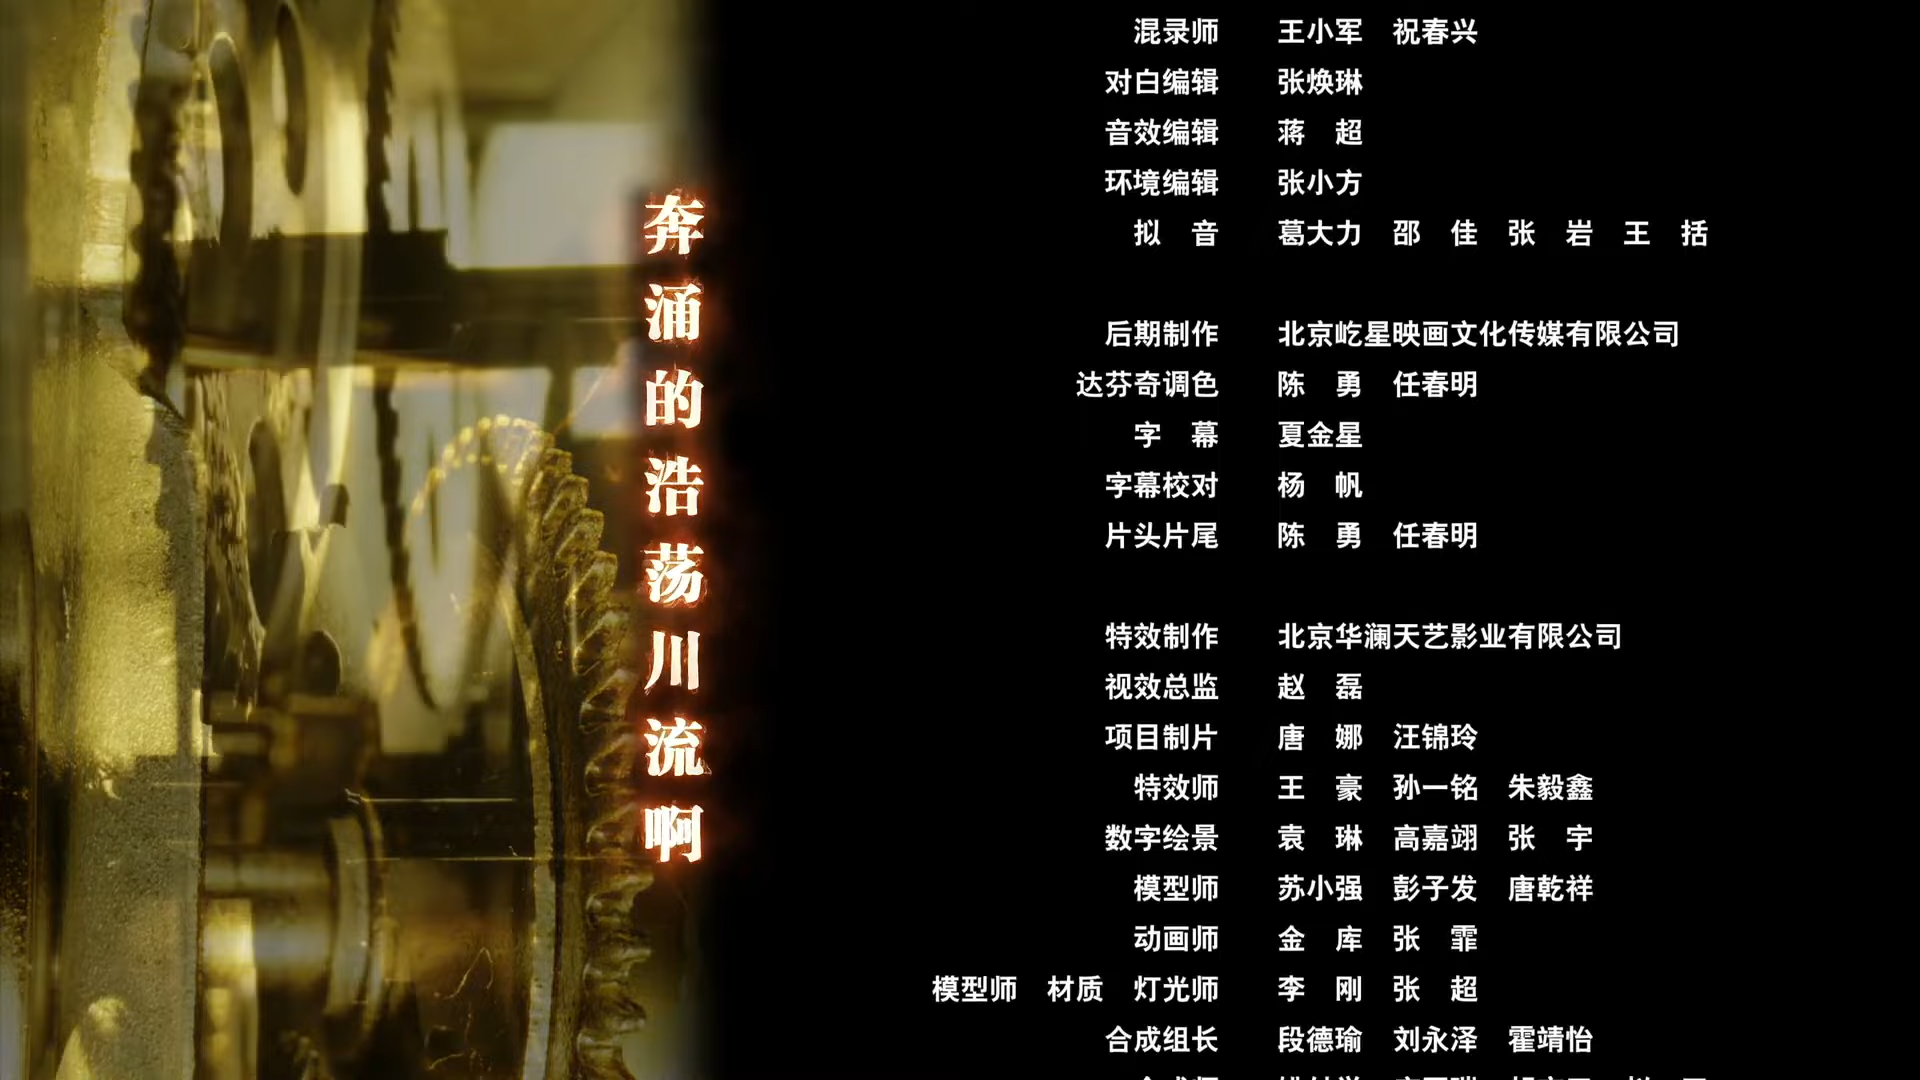 奔涌的浩荡川流啊
混录师 王小军 祝春兴
对白编辑 张焕琳
音效编辑 蒋 超
环境编辑 张小方
拟 音 葛大力 邵 佳 张 岩 王 括
后期制作 北京屹星映画文化传媒有限公司
达芬奇调色 陈 勇 任春明
字 幕 夏金星
字幕校对 杨 帆
片头片尾 陈 勇 任春明
特效制作 北京华澜天艺影业有限公司
视效总监 赵 磊
项目制片 唐 娜 汪锦玲
特效师 王 豪 孙一铭 朱毅鑫
数字绘景 袁 琳 高嘉翊 张 宇
模型师 苏小强 彭子发 唐乾祥
动画师 金 库 张 霏
模型师 材质 灯光师 李 刚 张 超
合成组长 段德瑜 刘永泽 霍靖怡